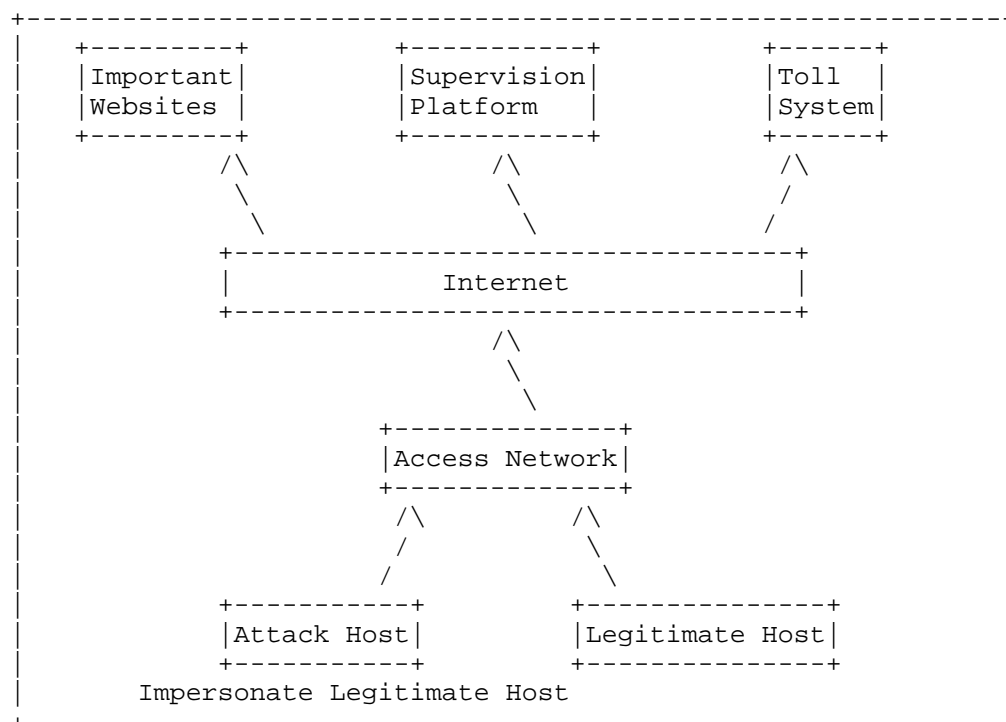 Important Supervision Toll
Websites Platform System
Internet
Access Network
Attack Host Legitimate Host
Impersonate Legitimate Host